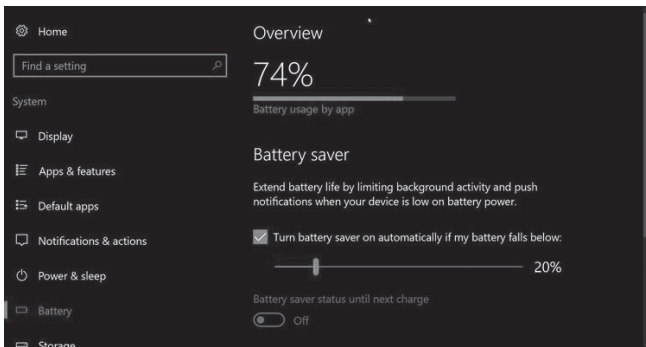 Home
Find a setting
System
Display
Apps & features
Default apps
Notifications & actions
Power & sleep
Battery
Storage
Overview
74%
Battery usage by app
Battery saver
Extend battery life by limiting background activity and push
notifications when your device is low on battery power.
Turn battery saver on automatically if my battery falls below:
20%
Battery saver status until next charge
Off